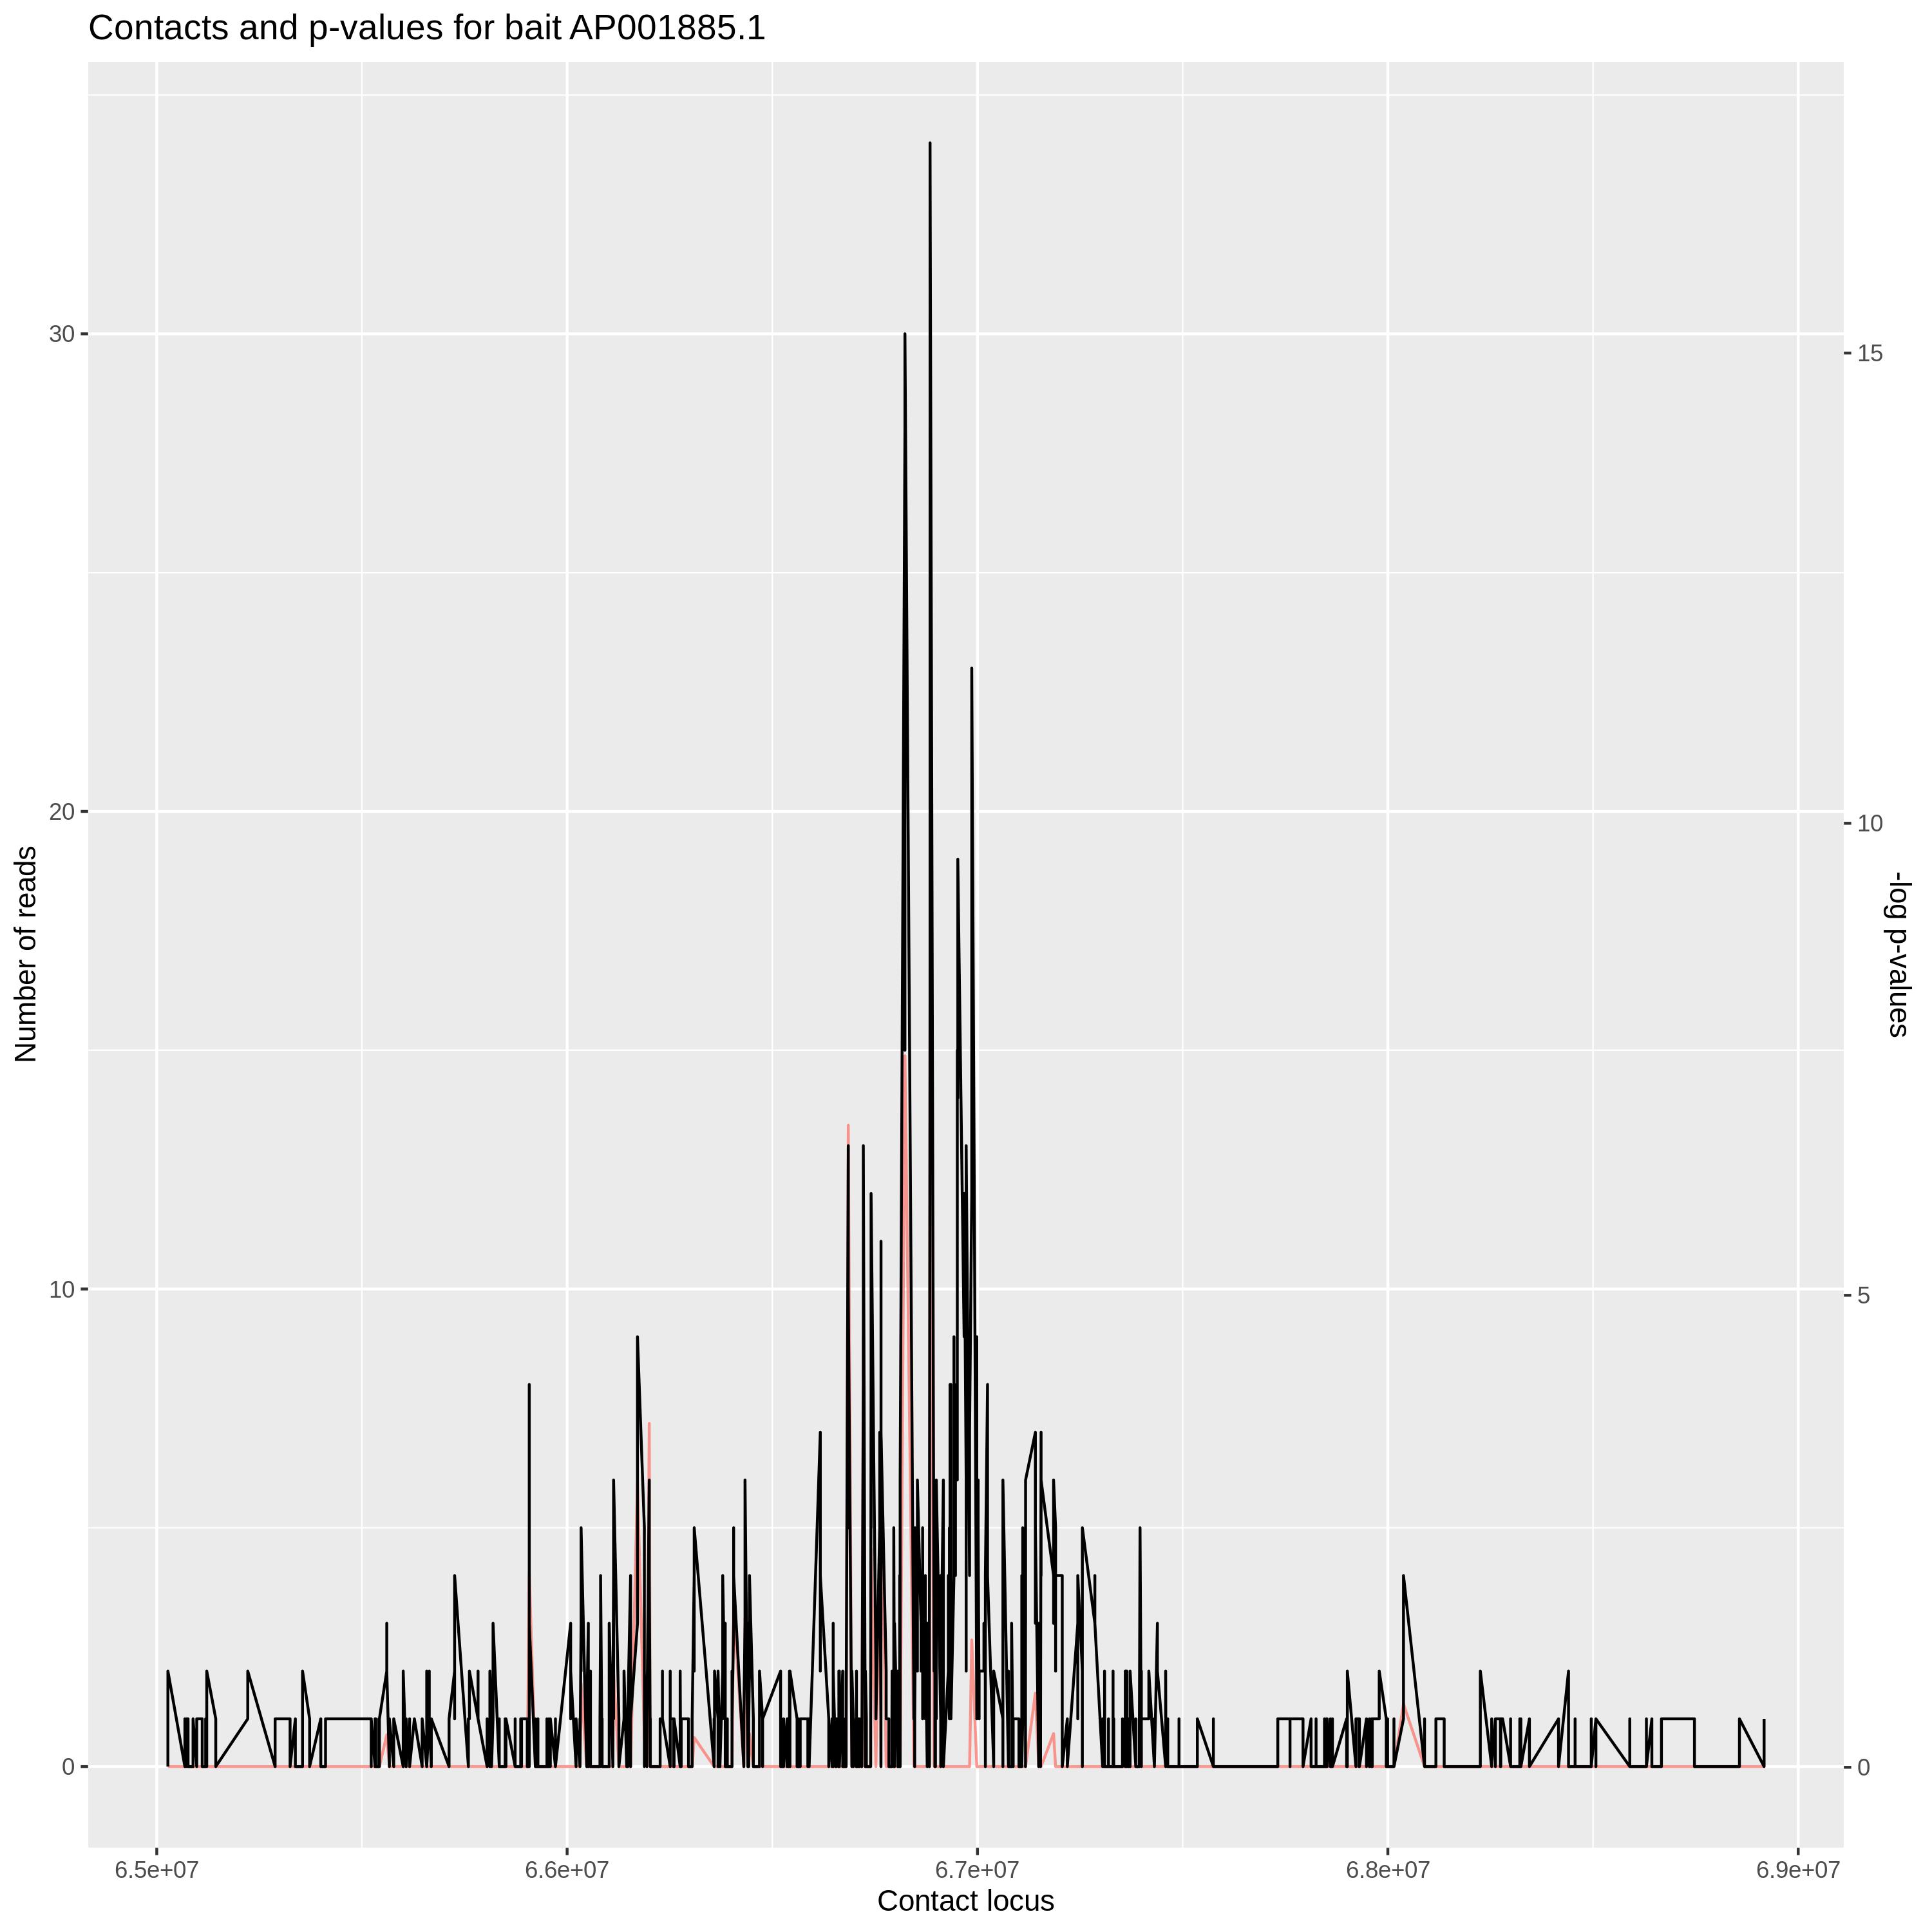 Contacts and p-values for bait AP001885.1
30
20
10
0
Number of reads
15
10
5
0
-log p-values
6.5e+07
6.6e+07
6.7e+07
6.8e+07
6.9e+07
Contact locus